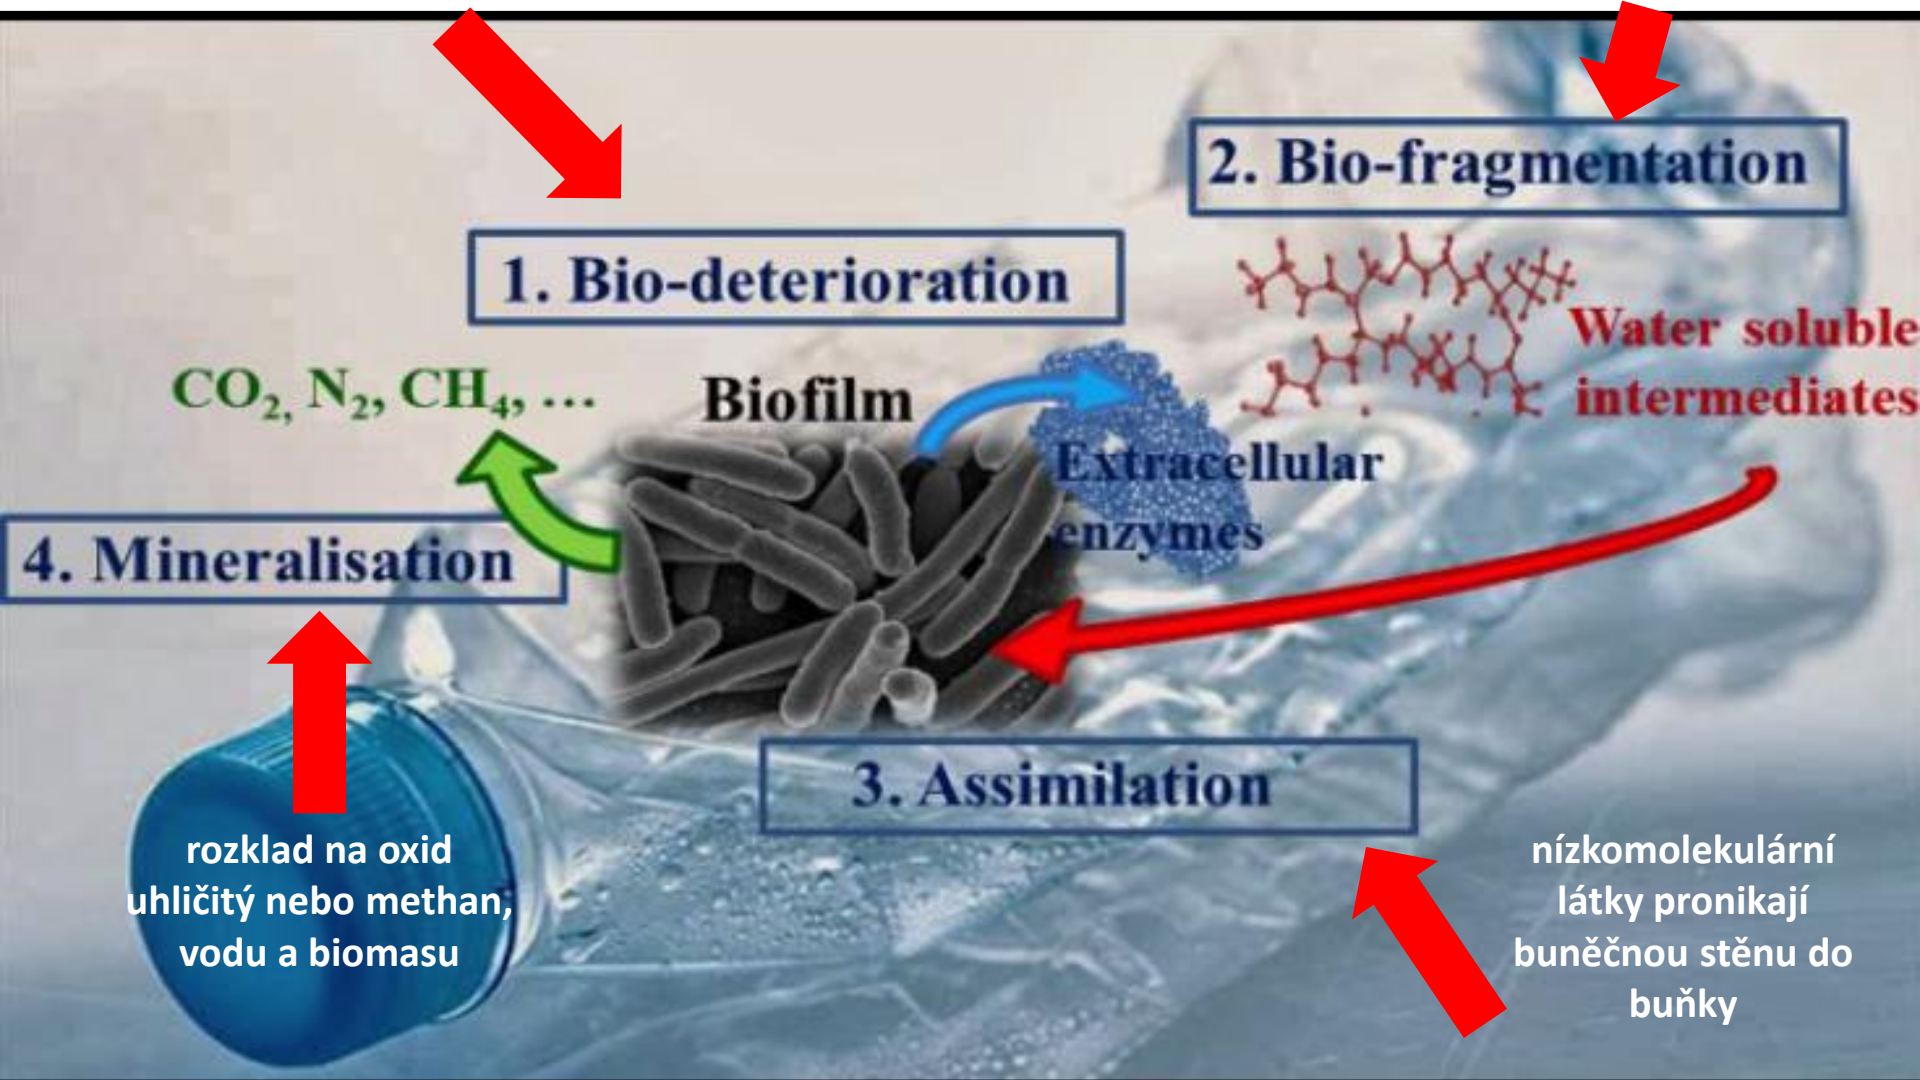 2. Bio-fragmentation
1. Bio-deterioration
Water soluble
intermediates
CO₂, N₂, CH₄, ...
Biofilm
Extracellular
enzymes
4. Mineralisation
3. Assimilation
rozklad na oxid
uhličitý nebo methan,
vodu a biomasu
nízkomolekulární
látky pronikají
buněčnou stěnu do
buňky